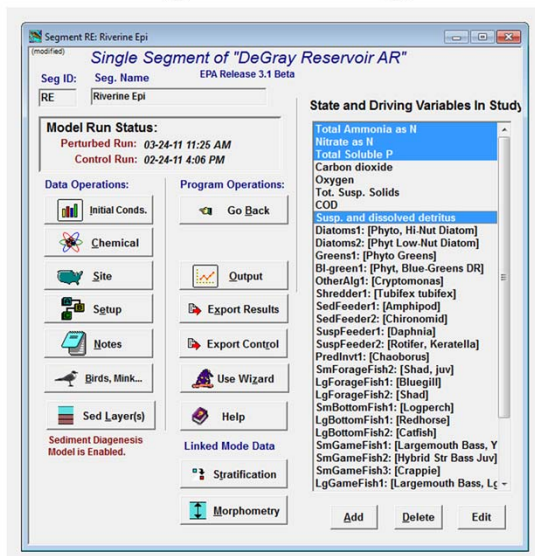 Segment RE: Riverine Epi
(modified)
Single Segment of "DeGray Reservoir AR"
EPA Release 3.1 Beta
Seg ID:
Seg. Name
RE
Riverine Epi
Model Run Status:
Perturbed Run: 03-24-11 11:25 AM
Control Run: 02-24-11 4:06 PM
Data Operations:
Initial Conds.
Chemical
Site
Setup
Notes
Birds, Mink...
Sed Layer(s)
Sediment Diagenesis
Model is Enabled.
Program Operations:
Go Back
Output
Export Results
Export Control
Use Wizard
Help
Linked Mode Data
Stratification
Morphometry
State and Driving Variables In Study
Total Ammonia as N
Nitrate as N
Total Soluble P
Carbon dioxide
Oxygen
Tot. Susp. Solids
COD
Susp. and dissolved detritus
Diatoms1: [Phyto, Hi-Nut Diatom]
Diatoms2: [Phyt Low-Nut Diatom]
Greens1: [Phyto Greens]
Bl-green1: [Phyt, Blue-Greens DR]
OtherAlg1: [Cryptomonas]
Shredder1: [Tubifex tubifex]
SedFeeder1: [Amphipod]
SedFeeder2: [Chironomid]
SuspFeeder1: [Daphnia]
SuspFeeder2: [Rotifer, Keratella]
PredInvt1: [Chaoborus]
SmForageFish2: [Shad, juv]
LgForageFish1: [Bluegill]
LgForageFish2: [Shad]
SmBottomFish1: [Logperch]
LgBottomFish1: [Redhorse]
LgBottomFish2: [Catfish]
SmGameFish1: [Largemouth Bass, Y
SmGameFish2: [Hybrid Str Bass Juv]
SmGameFish3: [Crappie]
LgGameFish1: [Largemouth Bass, Lg
Add
Delete
Edit